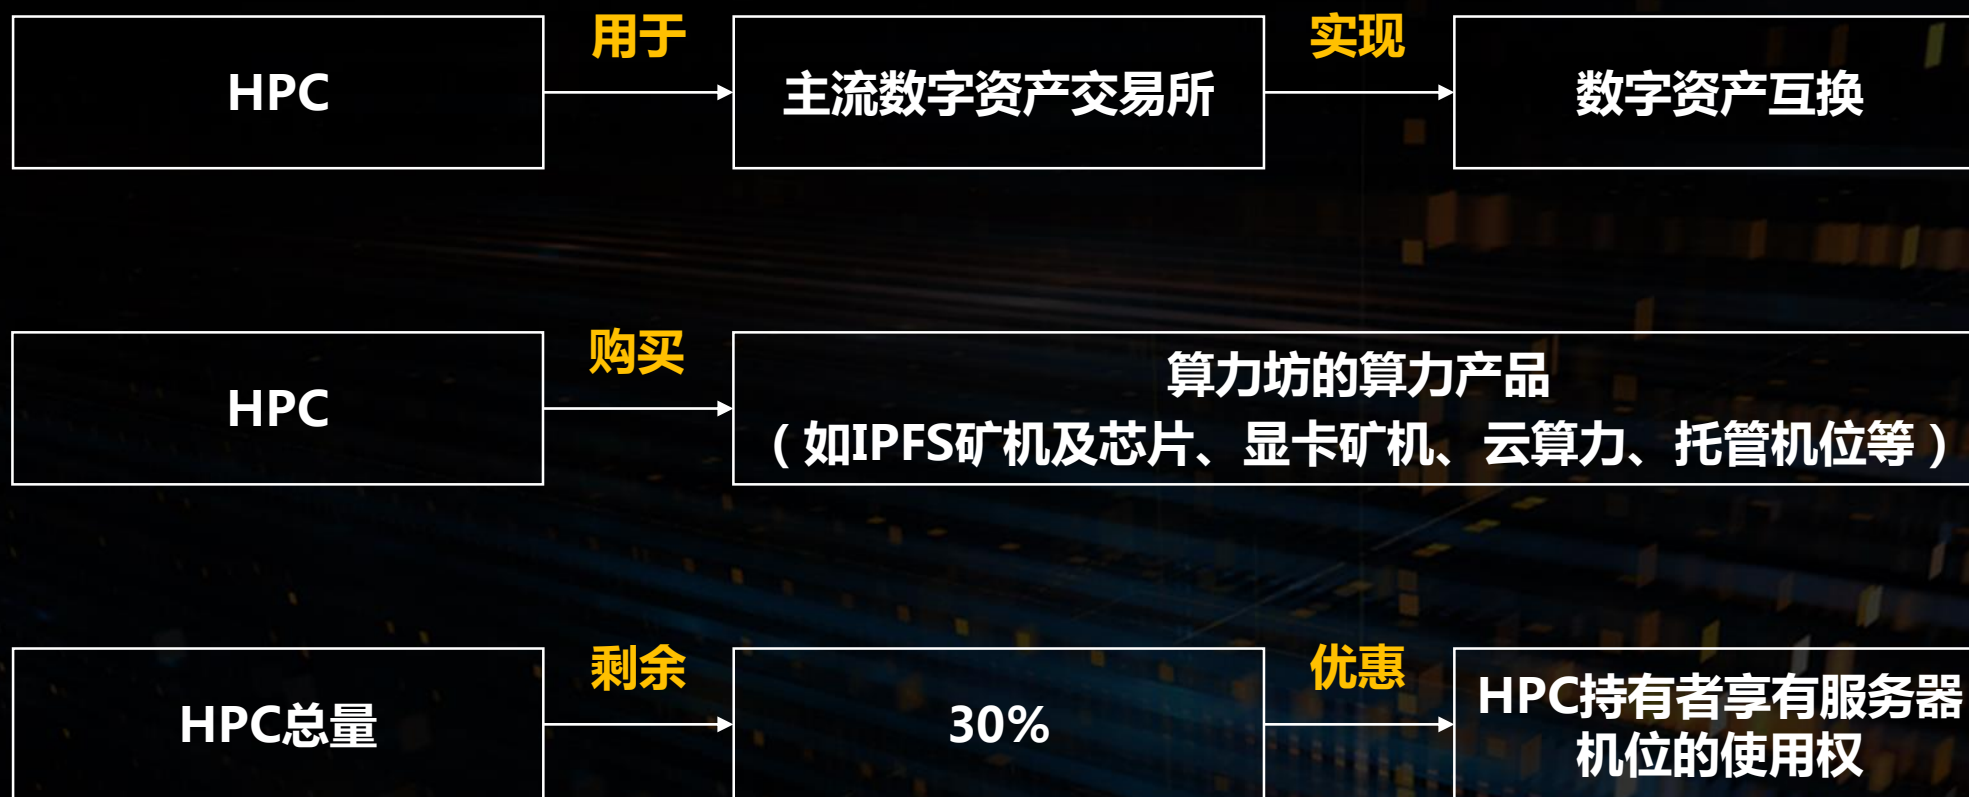 用于
实现
HPC
主流数字资产交易所
数字资产互换
购买
HPC
算力坊的算力产品
（如IPFS矿机及芯片、显卡矿机、云算力、托管机位等）
剩余
优惠
HPC总量
30%
HPC持有者享有服务器
机位的使用权